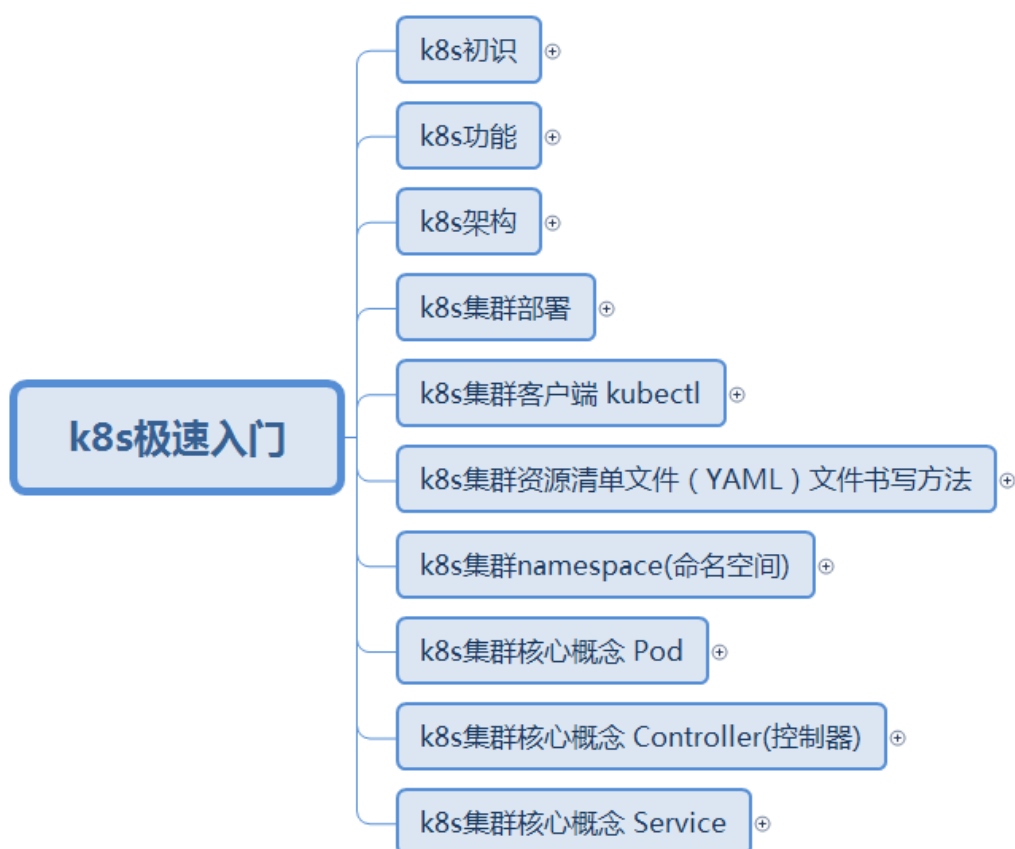 k8s初识
k8s功能
k8s架构
k8s集群部署
k8s集群客户端 kubectl
k8s极速入门
k8s集群资源清单文件（YAML）文件书写方法
k8s集群namespace(命名空间)
k8s集群核心概念 Pod
k8s集群核心概念 Controller(控制器)
k8s集群核心概念 Service